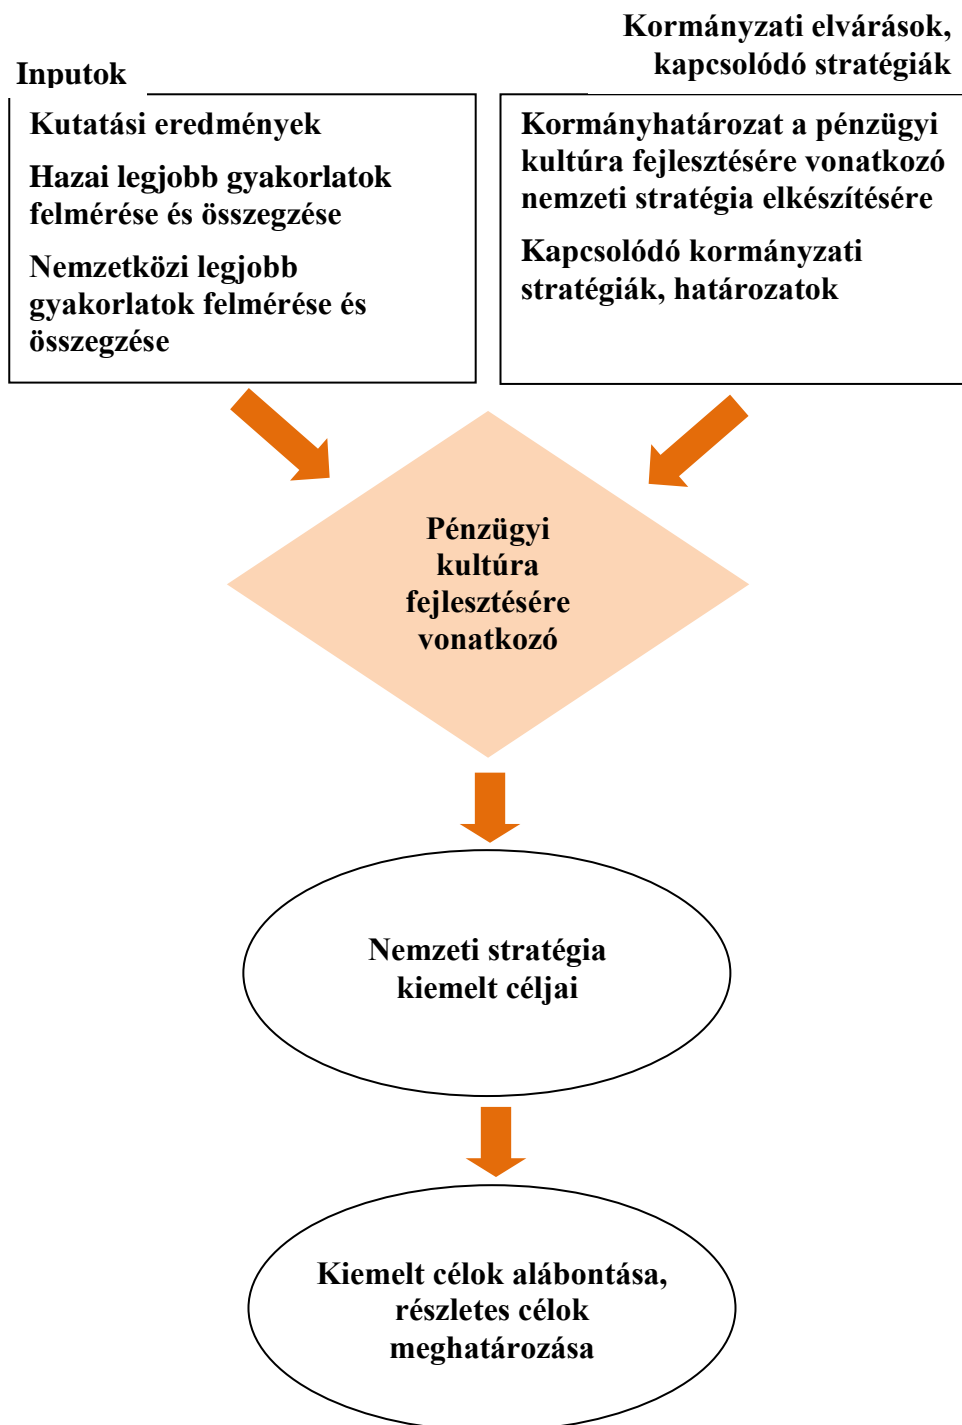 Inputok
Kutatási eredmények
Hazai legjobb gyakorlatok
felmérése és összegzése
Nemzetközi legjobb
gyakorlatok felmérése és
összegzése
Kormányzati elvárások,
kapcsolódó stratégiák
Kormányhatározat a pénzügyi
kultúra fejlesztésére vonatkozó
nemzeti stratégia elkészítésére
Kapcsolódó kormányzati
stratégiák, határozatok
Pénzügyi
kultúra
fejlesztésére
vonatkozó
Nemzeti stratégia
kiemelt céljai
Kiemelt célok alábontása,
részletes célok
meghatározása